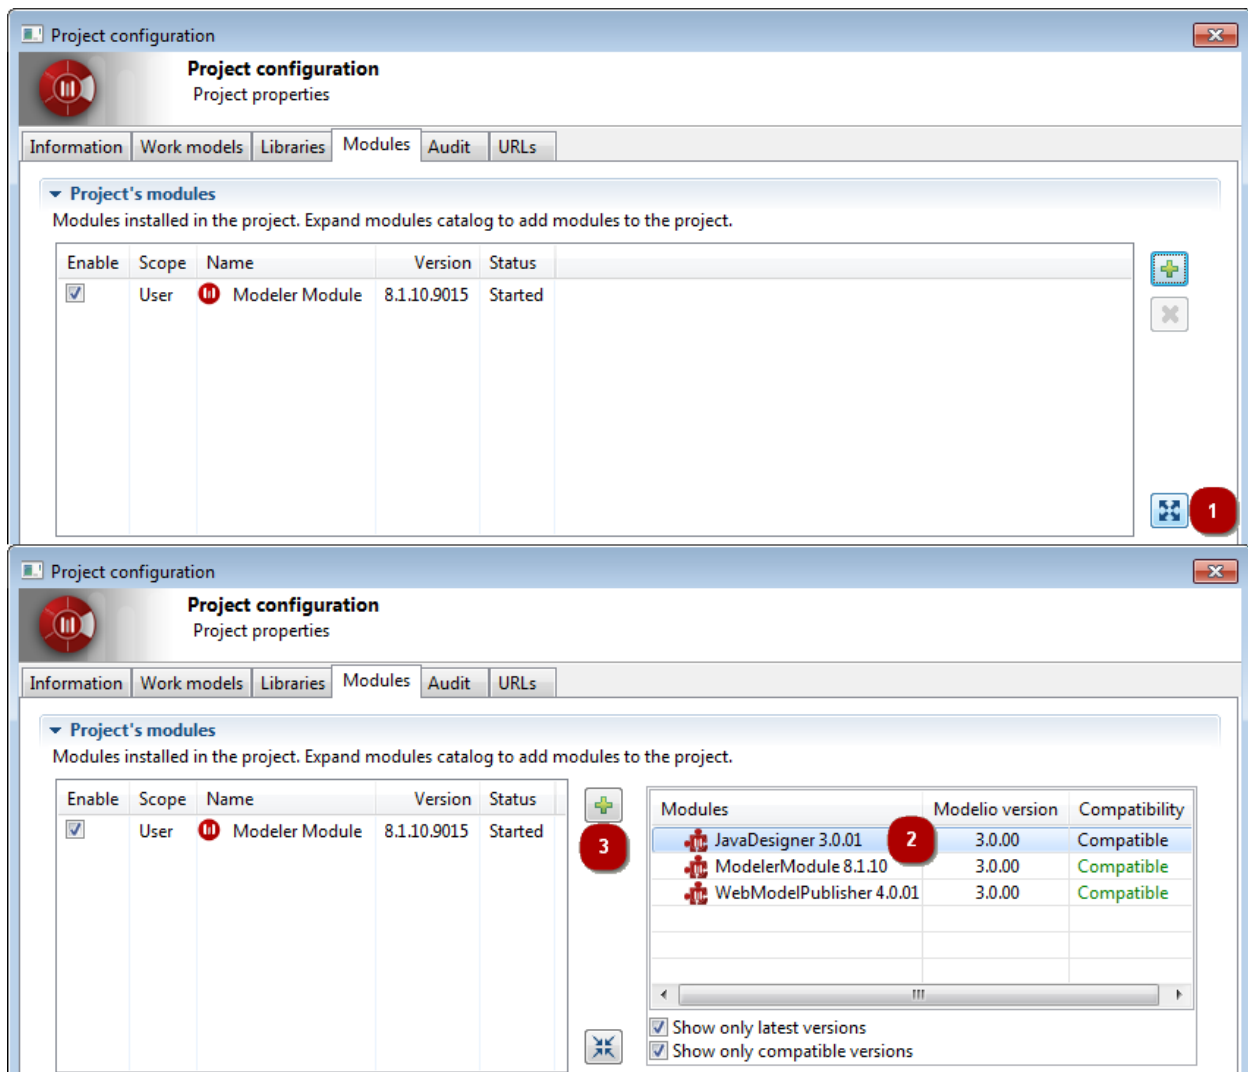 Project configuration
Project configuration
Project properties
Information Work models Libraries Modules Audit URLs
Project's modules
Modules installed in the project. Expand modules catalog to add modules to the project.
Enable Scope Name Version Status
User Modeler Module 8.1.10.9015 Started
1
Project configuration
Project configuration
Project properties
Information Work models Libraries Modules Audit URLs
Project's modules
Modules installed in the project. Expand modules catalog to add modules to the project.
Enable Scope Name Version Status
User Modeler Module 8.1.10.9015 Started
3
Modules Modelio version Compatibility
JavaDesigner 3.0.01 2 3.0.00 Compatible
ModelerModule 8.1.10 3.0.00 Compatible
WebModelPublisher 4.0.01 3.0.00 Compatible
Show only latest versions
Show only compatible versions